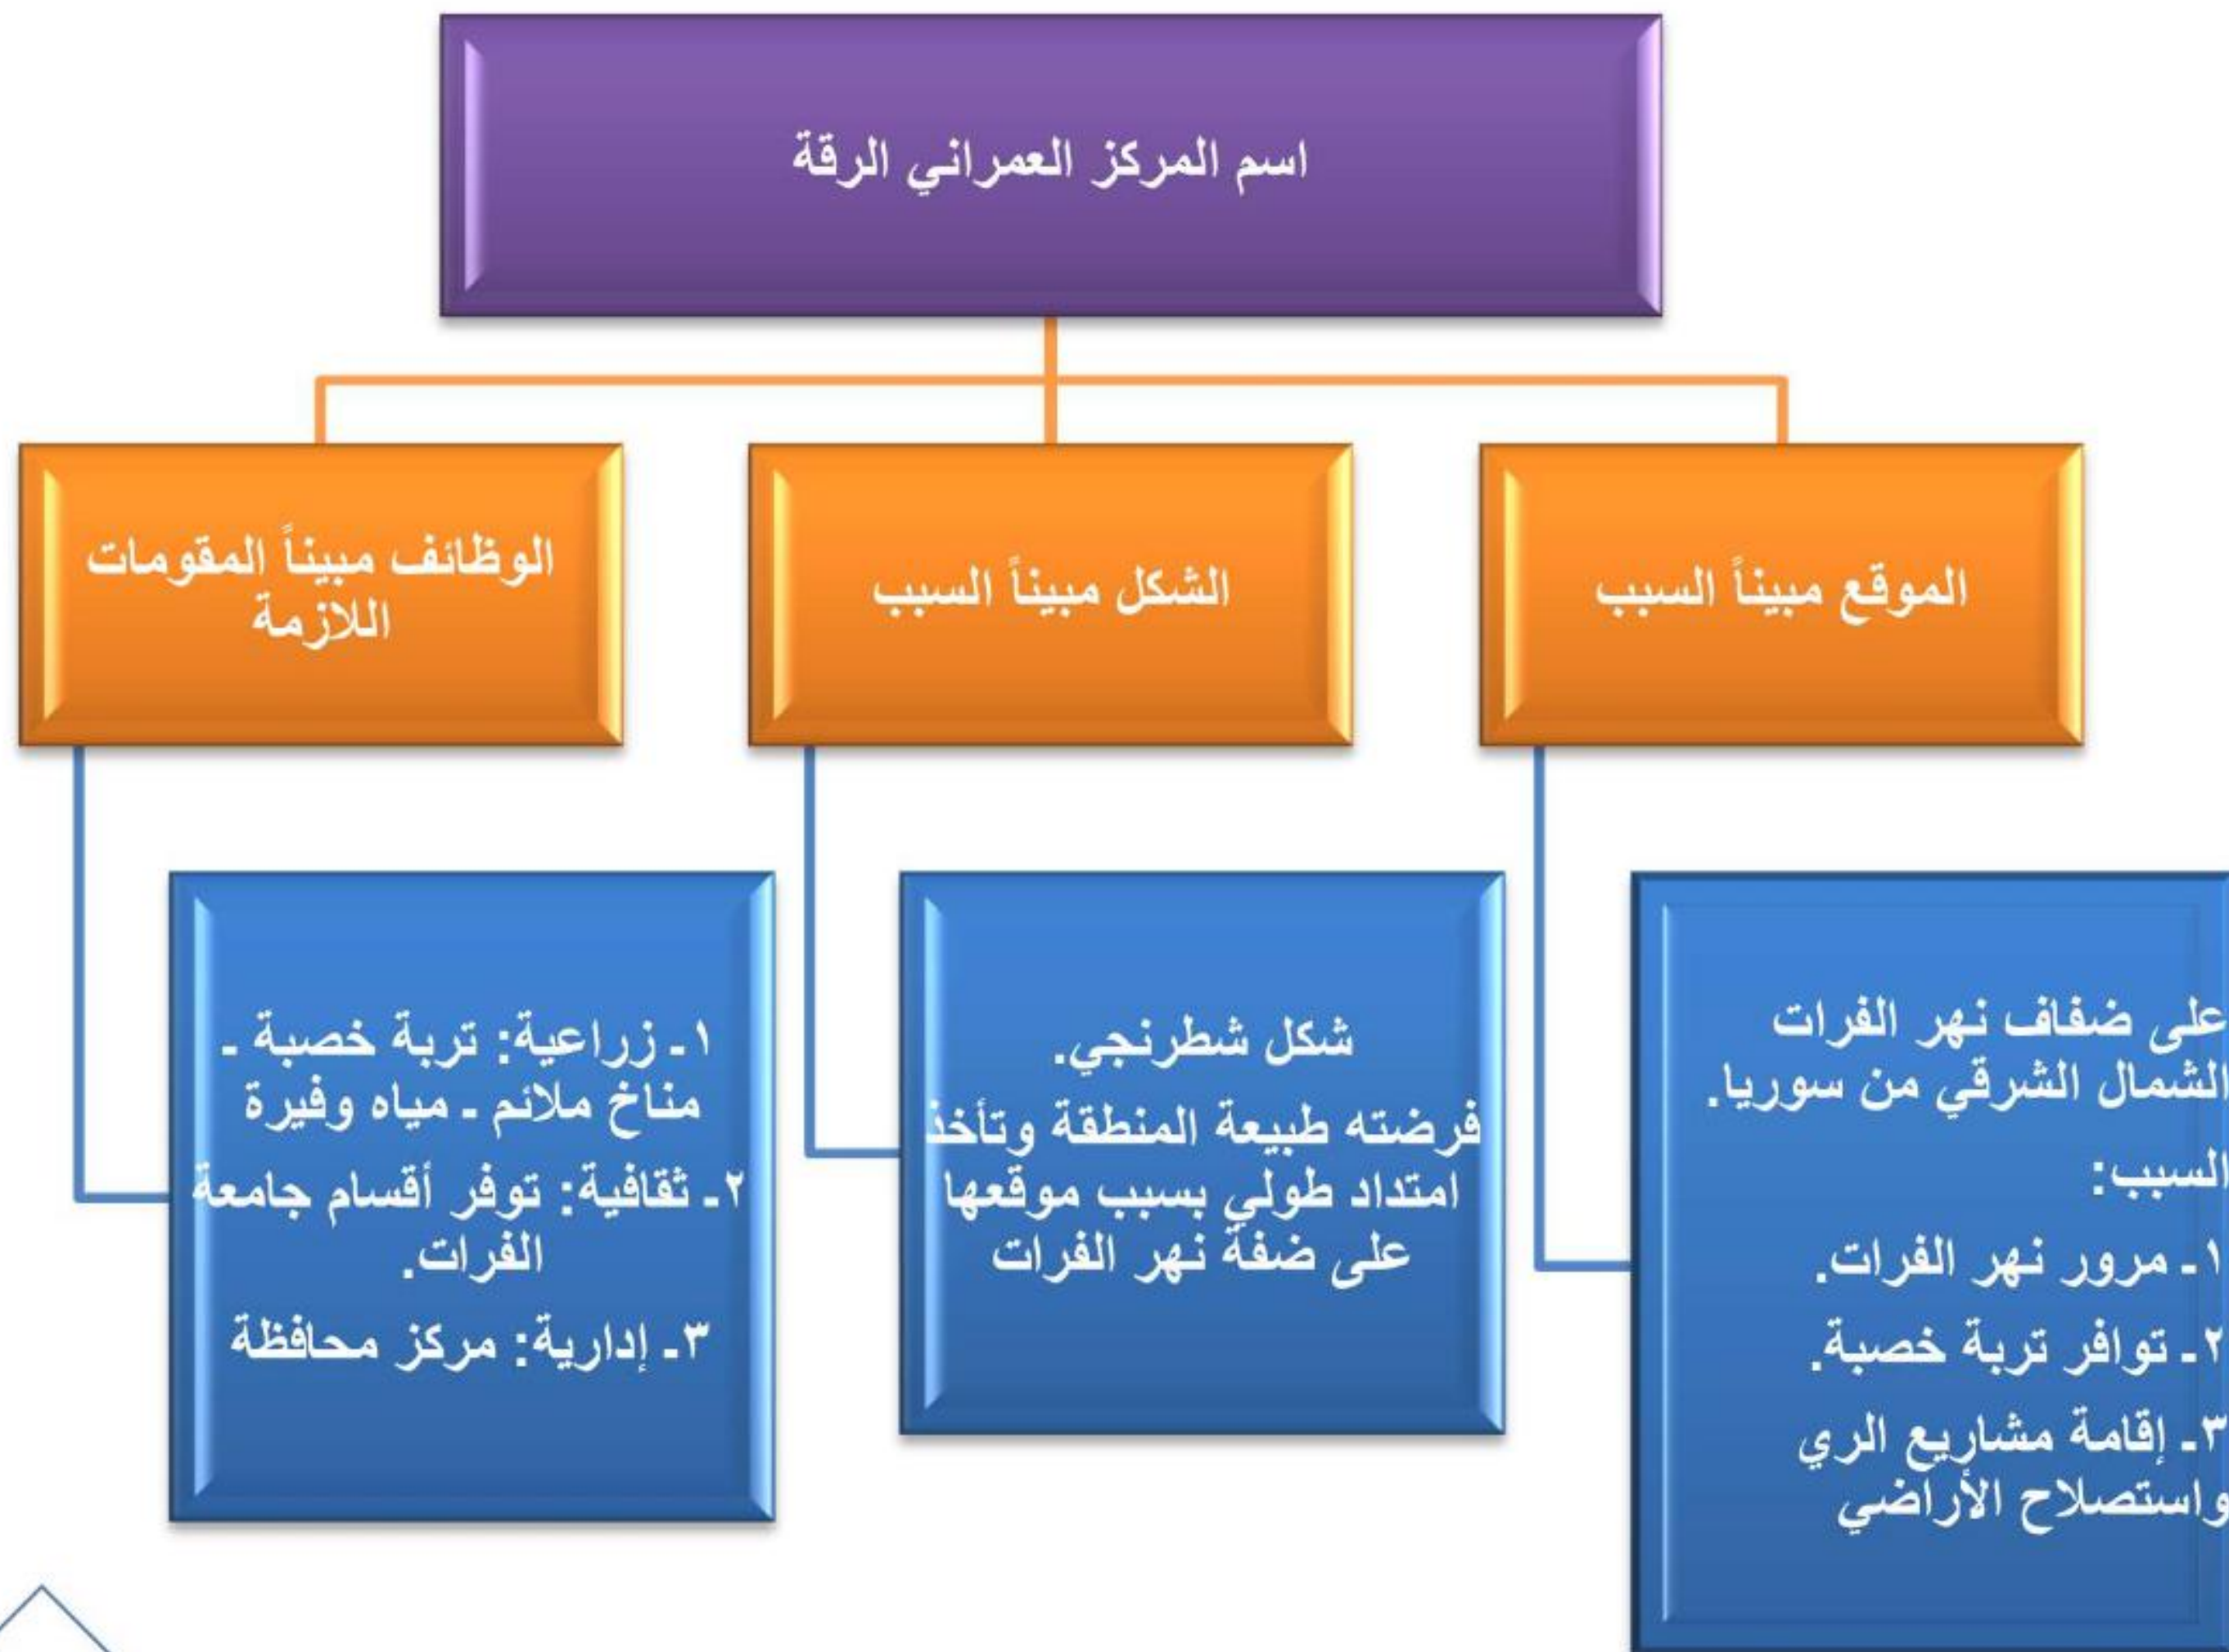 اسم المركز العمراني الرقة
الموقع مبيناً السبب
على ضفاف نهر الفرات
الشمال الشرقي من سوريا.
السبب:
١ـ مرور نهر الفرات.
٢ـ توافر تربة خصبة.
٣ـ إقامة مشاريع الري
واستصلاح الأراضي
الشكل مبيناً السبب
شكل شطرنجي.
فرضته طبيعة المنطقة وتأخذ
امتداد طولي بسبب موقعها
على ضفة نهر الفرات
الوظائف مبيناً المقومات
اللازمة
١ـ زراعية: تربة خصبة ـ
مناخ ملائم ـ مياه وفيرة
٢ـ ثقافية: توفر أقسام جامعة
الفرات.
٣ـ إدارية: مركز محافظة